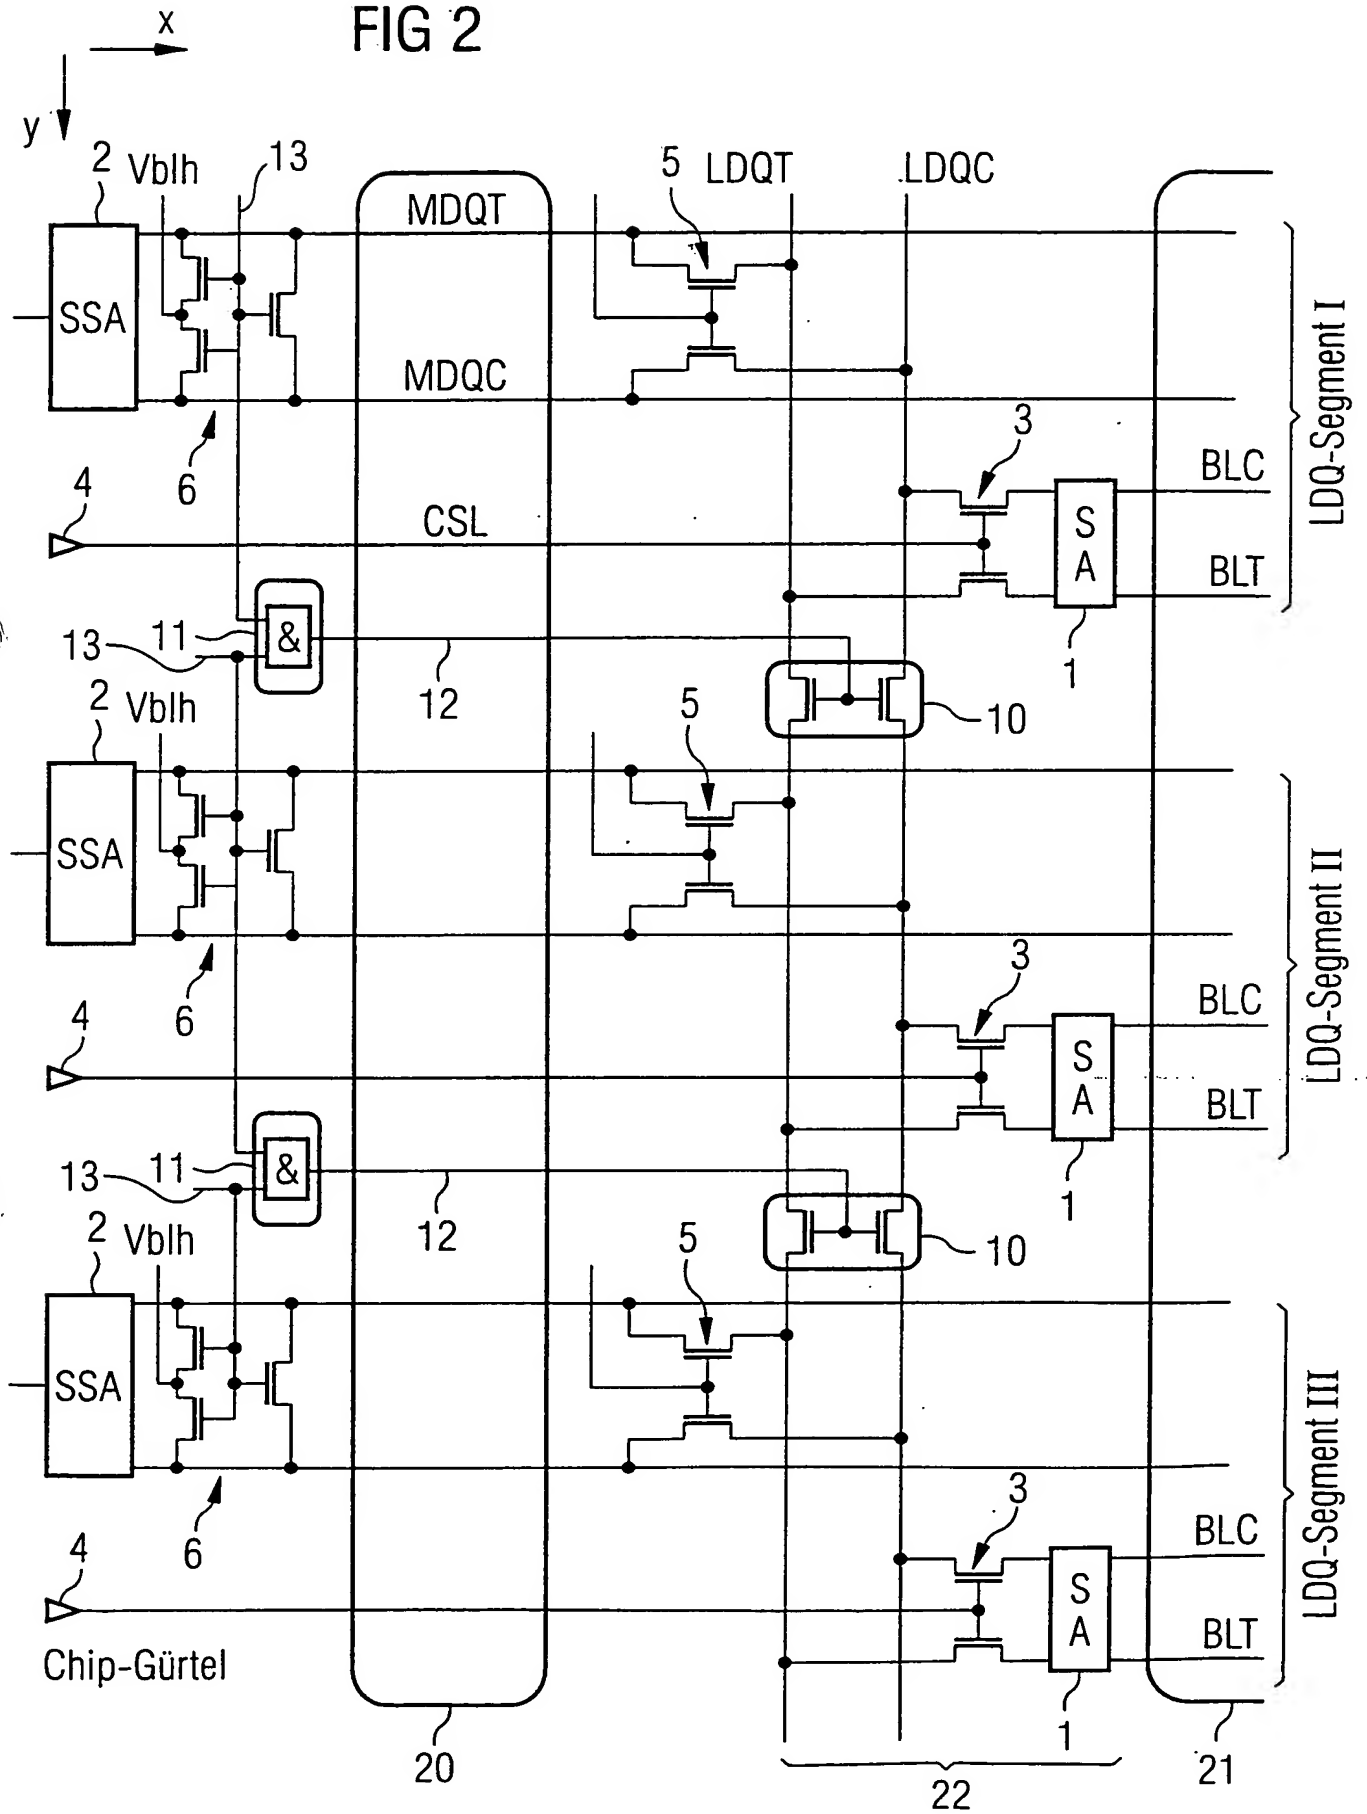 FIG 2
x
y
2
Vblh
13
MDQT
5
LDQT
LDQC
SSA
MDQC
6
3
4
CSL
BLC
SA
BLT
LDQ-Segment I
11
&
13
12
1
10
2
Vblh
5
SSA
6
3
4
BLC
SA
BLT
LDQ-Segment II
11
&
13
12
1
10
2
Vblh
5
SSA
6
3
4
BLC
SA
BLT
LDQ-Segment III
Chip-Gürtel
1
20
21
22